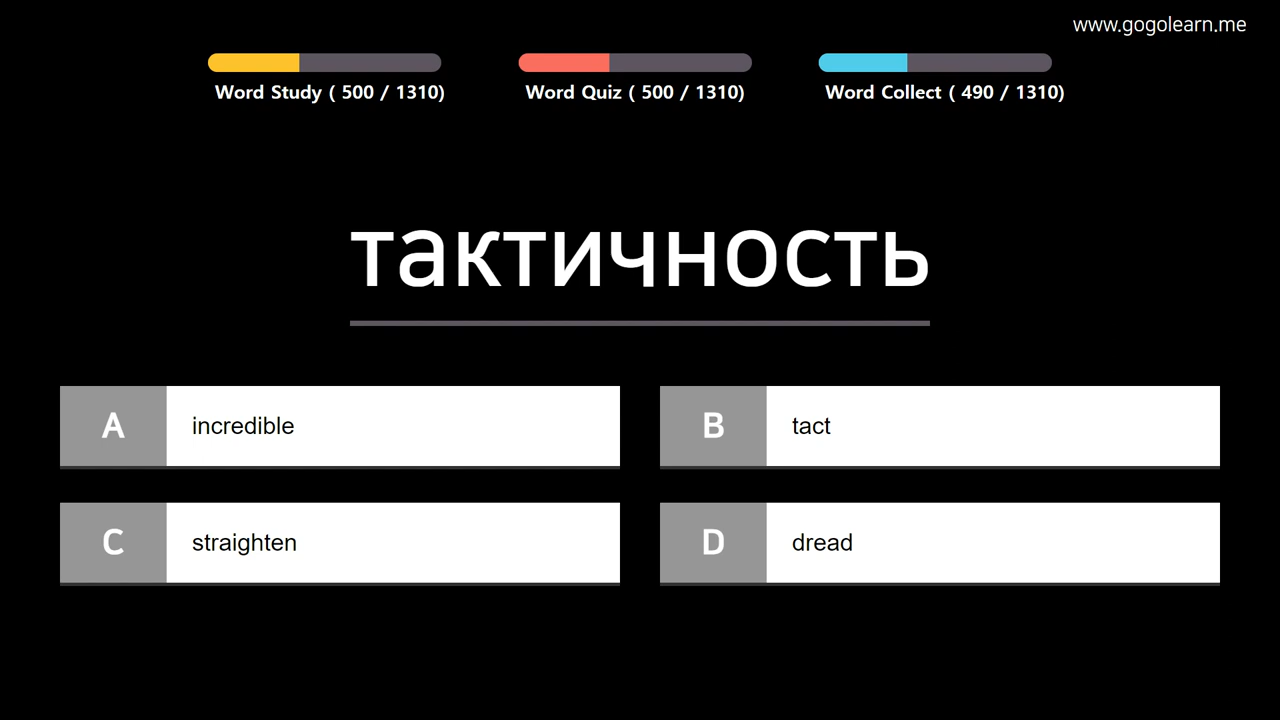 www.gogolearn.me
Word Study ( 500 / 1310)
Word Quiz ( 500 / 1310)
Word Collect ( 490 / 1310)
тактичность
A incredible
B tact
C straighten
D dread